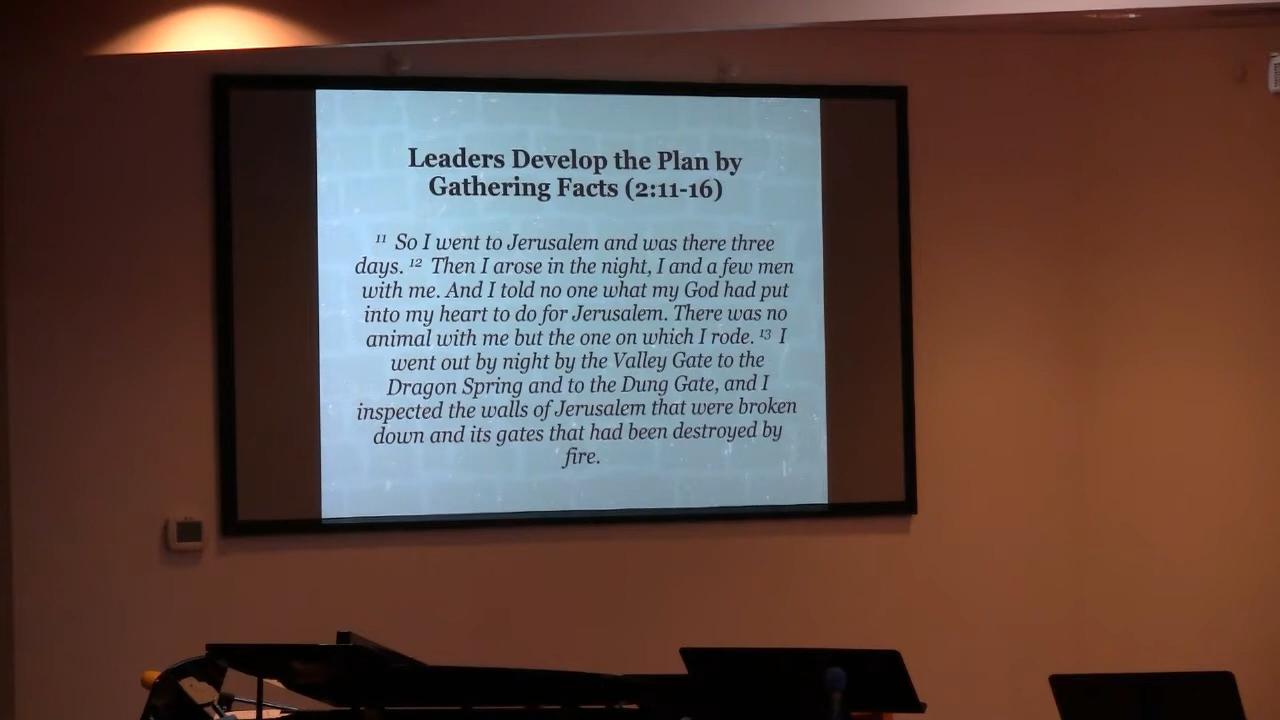 Leaders Develop the Plan by
Gathering Facts (2:11-16)
11 So I went to Jerusalem and was there three
days. 12 Then I arose in the night, I and a few men
with me. And I told no one what my God had put
into my heart to do for Jerusalem. There was no
animal with me but the one on which I rode. 13 I
went out by night by the Valley Gate to the
Dragon Spring and to the Dung Gate, and I
inspected the walls of Jerusalem that were broken
down and its gates that had been destroyed by
fire.